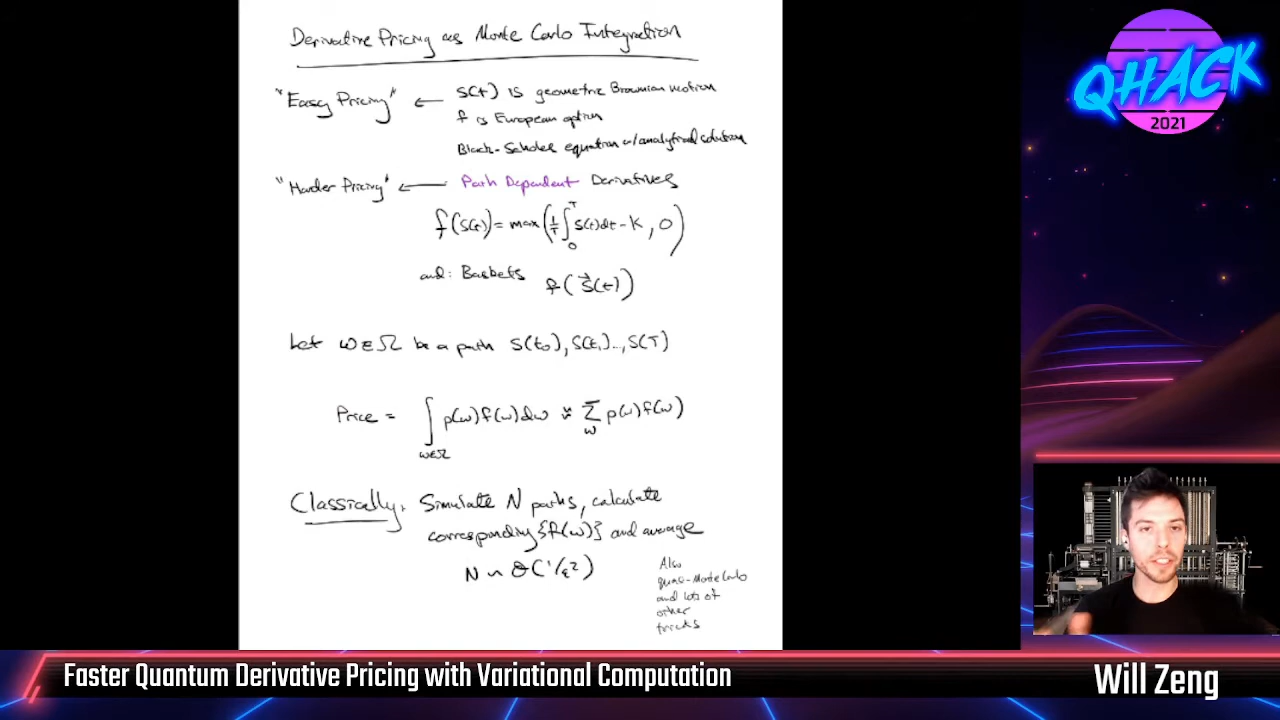 Derivative Pricing as Monte Carlo Integration
"Easy Pricing" ← S(t) is geometric Brownian motion
f is European option
Black-Scholes equation w/ analytical solution
"Harder Pricing" ← Path Dependent Derivatives
f(S(t)) = max(1/T ∫₀ᵀ S(t)dt - K, 0)
and: Baskets f(S⃗(t))
Let ω∈Ω be a path S(t₀), S(t₁)..., S(T)
Price = ∫ p(ω)f(ω)dω ≈ Σ p(ω)f(ω)
ω∈Ω ω
Classically: Simulate N paths, calculate
corresponding {f(ω)} and average
N ~ O(1/ε²)
Also
quasi-Monte Carlo
and lots of
other
tricks
QHACK
2021
Faster Quantum Derivative Pricing with Variational Computation
Will Zeng